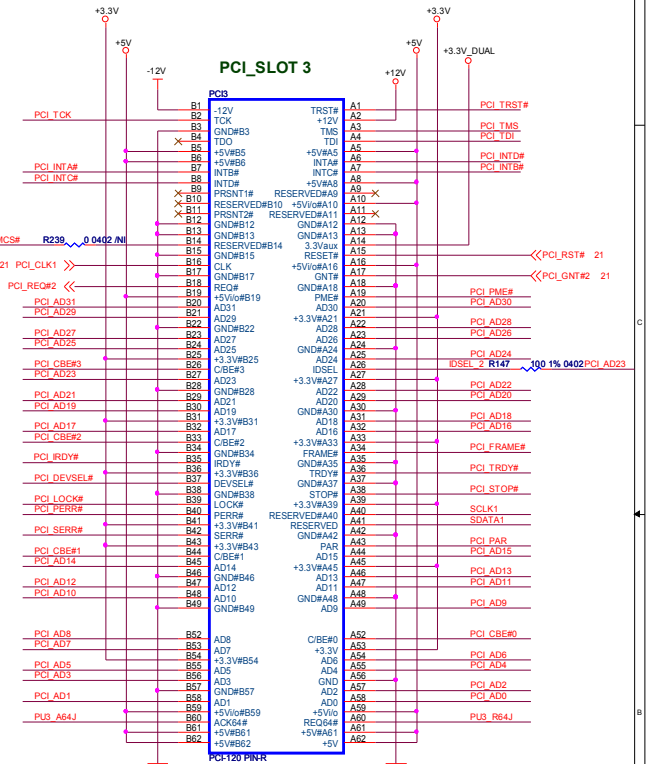 +3.3V +3.3V
+5V +5V
+3.3V_DUAL
-12V PCI_SLOT 3 +12V
PCI3
B1 -12V TRST# A1 PCI_TRST#
PCI_TCK B2 TCK +12V A2
B3 GND#B3 TMS A3 PCI_TMS
B4 TDO TDI A4 PCI_TDI
B5 +5V#B5 +5V#A5 A5
B6 +5V#B6 INTA# A6 PCI_INTD#
PCI_INTA# B7 INTB# INTC# A7 PCI_INTB#
PCI_INTC# B8 INTD# +5V#A8 A8
B9 PRSNT1# RESERVED#A9 A9
B10 RESERVED#B10 +5Vi/o#A10 A10
B11 PRSNT2# RESERVED#A11 A11
B12 GND#B12 GND#A12 A12
B13 GND#B13 GND#A13 A13
MCS# R239 0 0402 /NI B14 RESERVED#B14 3.3Vaux A14
B15 GND#B15 RESET# A15 PCI_RST# 21
21 PCI_CLK1 B16 CLK +5Vi/o#A16 A16
B17 GND#B17 GNT# A17 PCI_GNT#2 21
PCI_REQ#2 B18 REQ# GND#A18 A18
B19 +5Vi/o#B19 PME# A19 PCI_PME#
PCI_AD31 B20 AD31 AD30 A20 PCI_AD30
PCI_AD29 B21 AD29 +3.3V#A21 A21
B22 GND#B22 AD28 A22 PCI_AD28
PCI_AD27 B23 AD27 AD26 A23 PCI_AD26
PCI_AD25 B24 AD25 GND#A24 A24
B25 +3.3V#B25 AD24 A25 PCI_AD24
PCI_CBE#3 B26 C/BE#3 IDSEL A26 IDSEL_2 R147 100 1% 0402 PCI_AD23
PCI_AD23 B27 AD23 +3.3V#A27 A27
B28 GND#B28 AD22 A28 PCI_AD22
PCI_AD21 B29 AD21 AD20 A29 PCI_AD20
PCI_AD19 B30 AD19 GND#A30 A30
B31 +3.3V#B31 AD18 A31 PCI_AD18
PCI_AD17 B32 AD17 AD16 A32 PCI_AD16
PCI_CBE#2 B33 C/BE#2 +3.3V#A33 A33
B34 GND#B34 FRAME# A34 PCI_FRAME#
PCI_IRDY# B35 IRDY# GND#A35 A35
B36 +3.3V#B36 TRDY# A36 PCI_TRDY#
PCI_DEVSEL# B37 DEVSEL# GND#A37 A37
B38 GND#B38 STOP# A38 PCI_STOP#
PCI_LOCK# B39 LOCK# +3.3V#A39 A39
PCI_PERR# B40 PERR# RESERVED#A40 A40 SCLK1
B41 +3.3V#B41 RESERVED A41 SDATA1
PCI_SERR# B42 SERR# GND#A42 A42
B43 +3.3V#B43 PAR A43 PCI_PAR
PCI_CBE#1 B44 C/BE#1 AD15 A44 PCI_AD15
PCI_AD14 B45 AD14 +3.3V#A45 A45
B46 GND#B46 AD13 A46 PCI_AD13
PCI_AD12 B47 AD12 AD11 A47 PCI_AD11
PCI_AD10 B48 AD10 GND#A48 A48
B49 GND#B49 AD9 A49 PCI_AD9
PCI_AD8 B52 AD8 C/BE#0 A52 PCI_CBE#0
PCI_AD7 B53 AD7 +3.3V A53
B54 +3.3V#B54 AD6 A54 PCI_AD6
PCI_AD5 B55 AD5 AD4 A55 PCI_AD4
PCI_AD3 B56 AD3 GND A56
B57 GND#B57 AD2 A57 PCI_AD2
PCI_AD1 B58 AD1 AD0 A58 PCI_AD0
B59 +5Vi/o#B59 +5Vi/o A59
PU3_A64J B60 ACK64# REQ64# A60 PU3_R64J
B61 +5V#B61 +5V#A61 A61
B62 +5V#B62 +5V A62
PCI-120 PIN-R
C
B